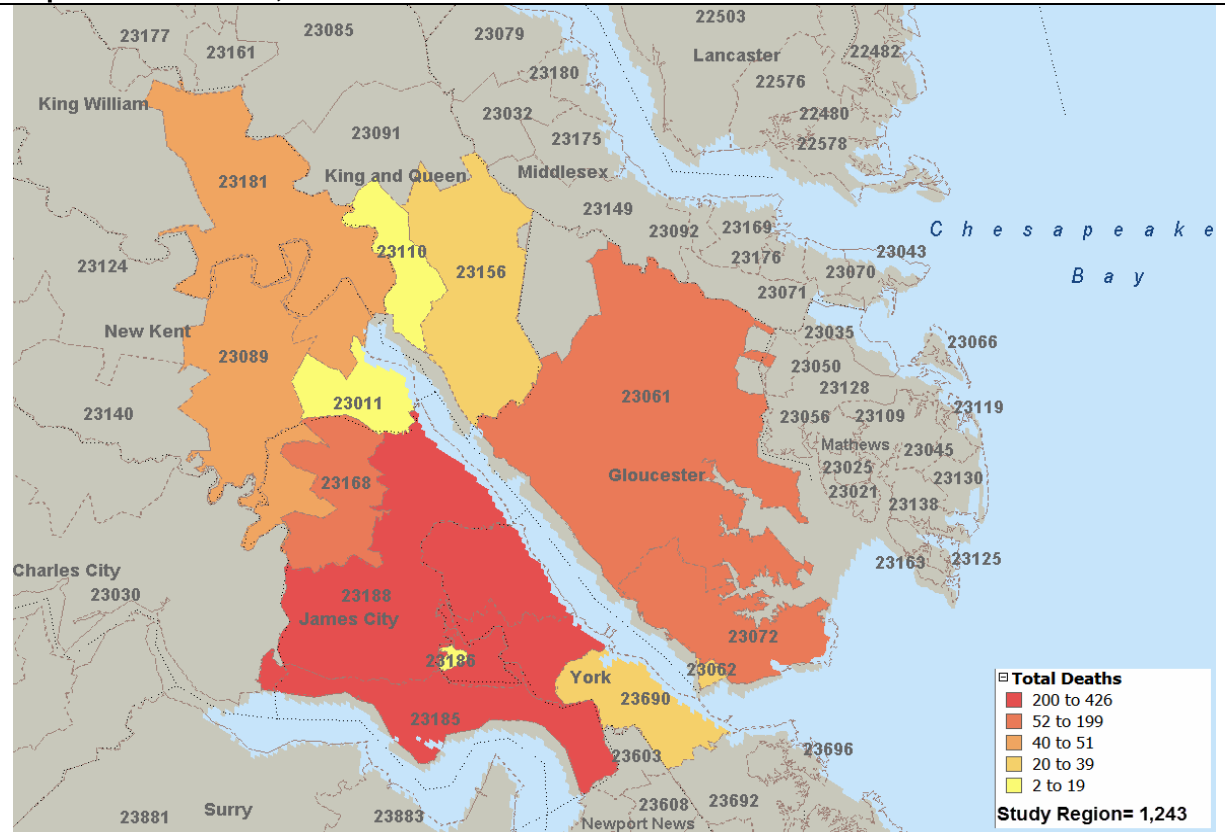 23177
23161
23085
23079
22503
Lancaster
22482
22576
23180
King William
23032
22480
23091
23175
22578
King and Queen
Middlesex
23181
23149
23092
23169
Chesapeake
23110
23176
23043
23124
23156
23070
Bay
23071
New Kent
23035
23066
23089
23050
23128
23061
23011
23119
23140
23056
23109
Mathews
23045
Gloucester
23025
23130
23168
23021
23138
23163
23125
Charles City
23030
23188
James City
23072
23186
23062
York
23690
23185
23603
23696
23608
23692
Surry
23881
23883
Newport News
Total Deaths
200 to 426
52 to 199
40 to 51
20 to 39
2 to 19
Study Region= 1,243